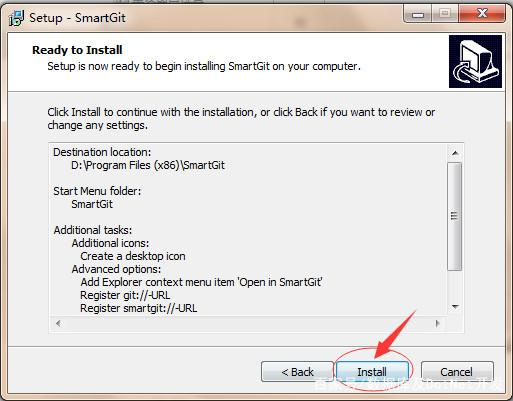 Setup - SmartGit
Ready to Install
Setup is now ready to begin installing SmartGit on your computer.
Click Install to continue with the installation, or click Back if you want to review or
change any settings.
Destination location:
D:\Program Files (x86)\SmartGit
Start Menu folder:
SmartGit
Additional tasks:
Additional icons:
Create a desktop icon
Advanced options:
Add Explorer context menu item 'Open in SmartGit'
Register git://-URL
Register smartgit://-URL
< Back
Install
Cancel